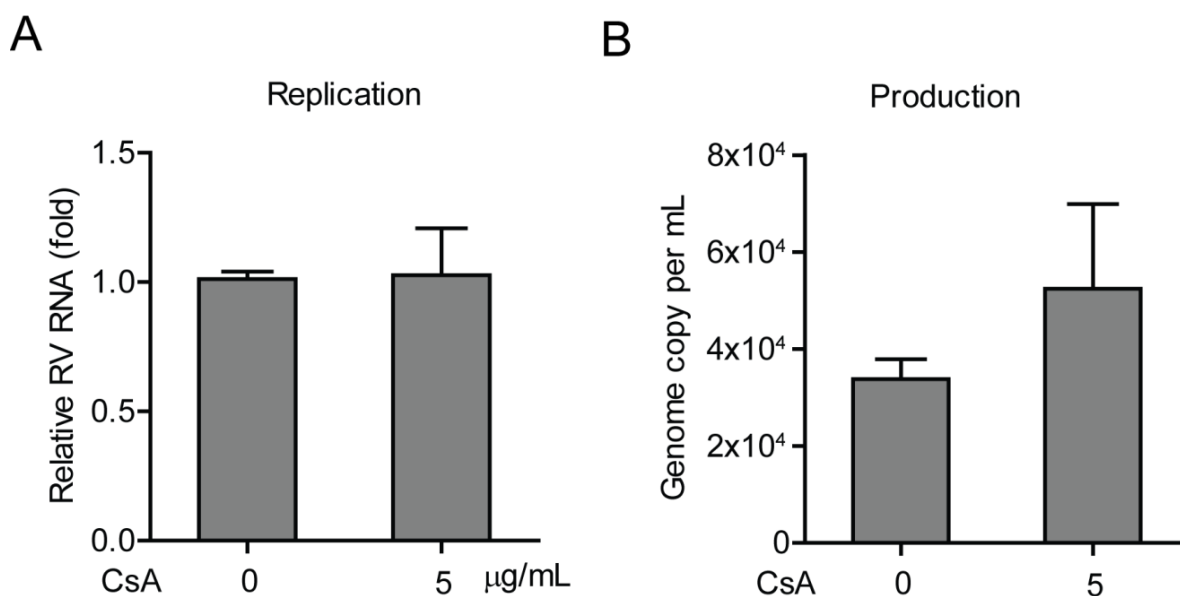 A
Replication
Relative RV RNA (fold)
1.5
1.0
0.5
0.0
CsA 0 5 μg/mL
B
Production
Genome copy per mL
8x10⁴
6x10⁴
4x10⁴
2x10⁴
0
CsA 0 5